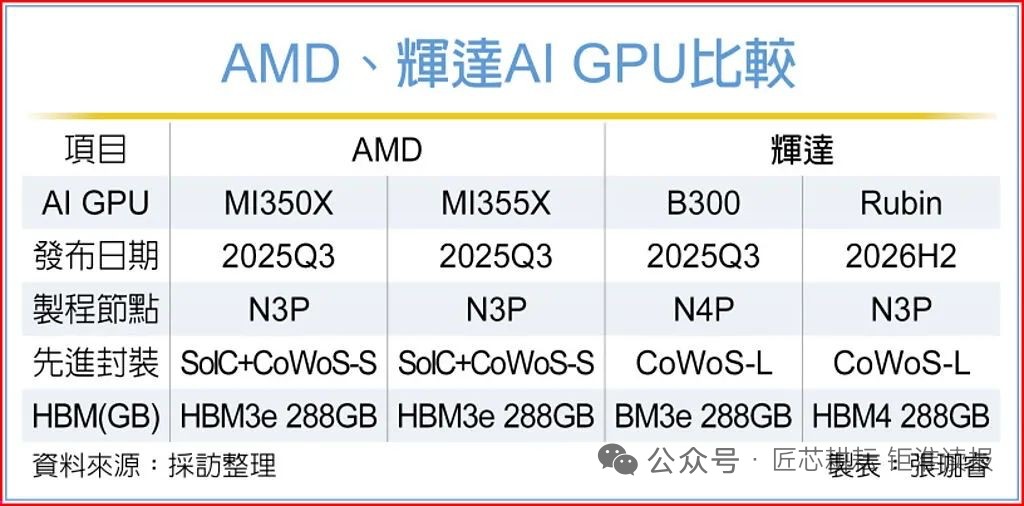 AMD、輝達AI GPU比較
項目 AMD 輝達
AI GPU MI350X MI355X B300 Rubin
發布日期 2025Q3 2025Q3 2025Q3 2026H2
製程節點 N3P N3P N4P N3P
先進封裝 SoIC+CoWoS-S SoIC+CoWoS-S CoWoS-L CoWoS-L
HBM(GB) HBM3e 288GB HBM3e 288GB BM3e 288GB HBM4 288GB
資料來源：採訪整理 製表：張珈睿
公众号 · 匠芯耕耘